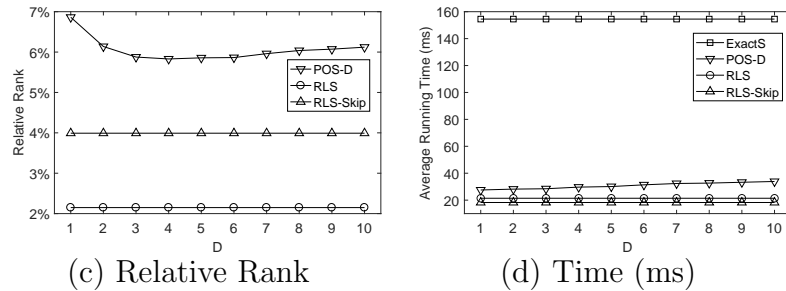 7%
6%
5%
4%
3%
2%
Relative Rank
POS-D
RLS
RLS-Skip
1 2 3 4 5 6 7 8 9 10
D
(c) Relative Rank
160
140
120
100
80
60
40
20
Average Running Time (ms)
ExactS
POS-D
RLS
RLS-Skip
1 2 3 4 5 6 7 8 9 10
D
(d) Time (ms)